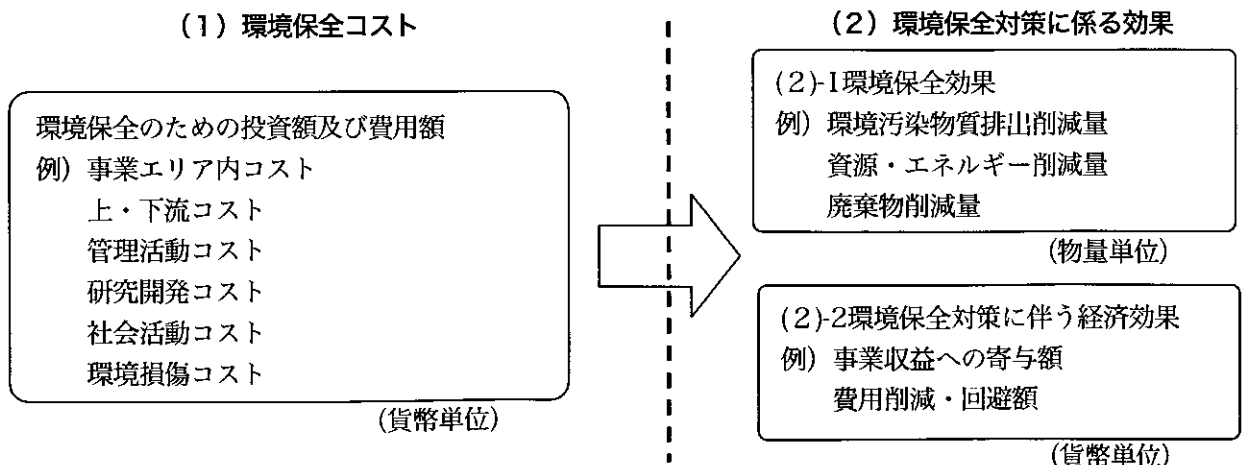 (1)環境保全コスト
環境保全のための投資額及び費用額
例)事業エリア内コスト
上・下流コスト
管理活動コスト
研究開発コスト
社会活動コスト
環境損傷コスト
(貨幣単位)
(2)環境保全対策に係る効果
(2)-1環境保全効果
例)環境汚染物質排出削減量
資源・エネルギー削減量
廃棄物削減量
(物量単位)
(2)-2環境保全対策に伴う経済効果
例)事業収益への寄与額
費用削減・回避額
(貨幣単位)